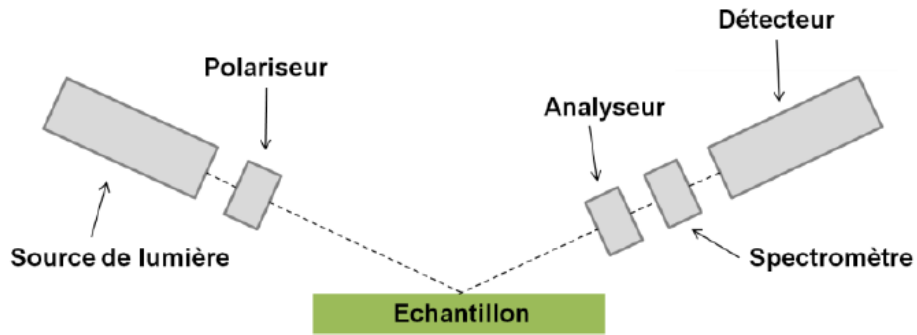 Détecteur
Polariseur
Analyseur
Source de lumière
Spectromètre
Echantillon